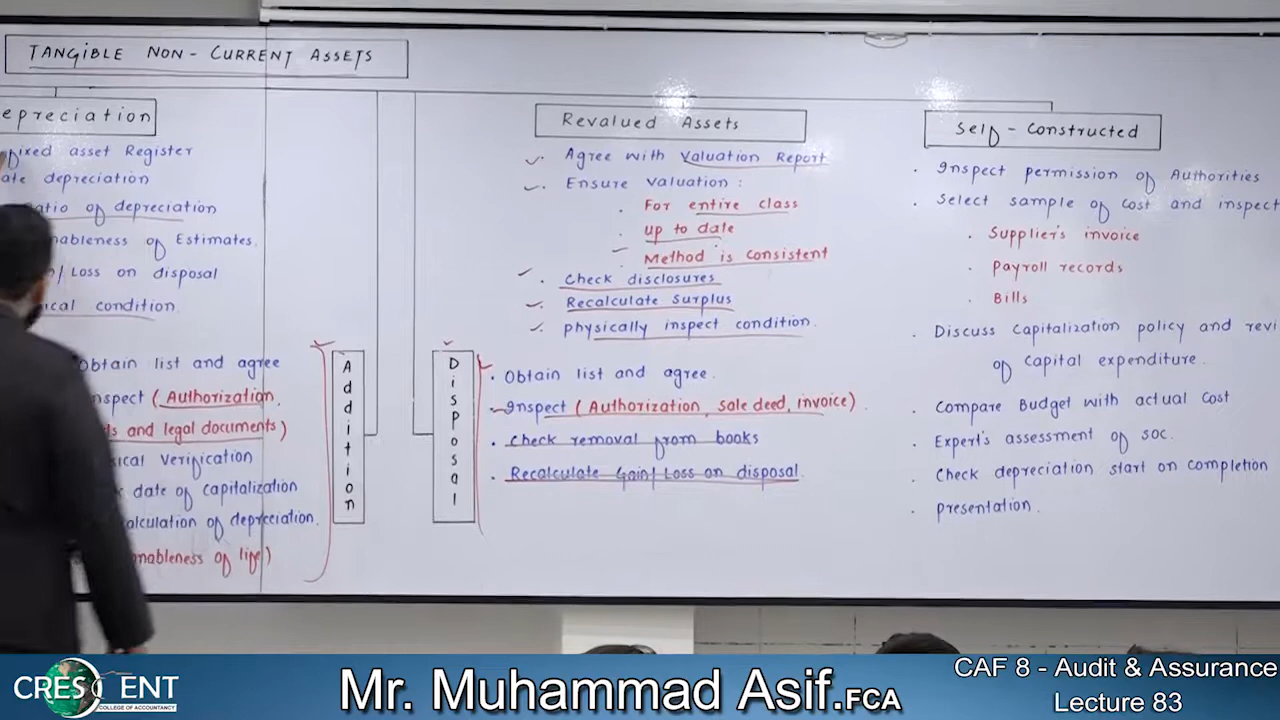 TANGIBLE NON - CURRENT ASSETS
epreciation
fixed asset Register
ate depreciation
atio of depreciation
nableness of Estimates.
/ Loss on disposal
ical condition
Obtain list and agree
nspect (Authorization,
ds and legal documents)
sical verification
date of capitalization
alculation of depreciation.
nableness of life)
Addition
Disposal
Revalued Assets
Agree with Valuation Report
Ensure valuation :
For entire class
up to date
Method is consistent
Check disclosures
Recalculate Surplus
physically inspect condition.
Obtain list and agree.
Inspect (Authorization, sale deed, invoice)
Check removal from books
Recalculate Gain/ Loss on disposal.
Self - Constructed
Inspect permission of Authorities
Select sample of cost and inspect
Supplier's invoice
Payroll records
Bills
Discuss Capitalization policy and revi
of capital expenditure.
Compare Budget with actual cost
Expert's assessment of soc.
Check depreciation start on completion
presentation.
CRESCENT
COLLEGE OF ACCOUNTANCY
Mr. Muhammad Asif.FCA
CAF 8 - Audit & Assurance
Lecture 83